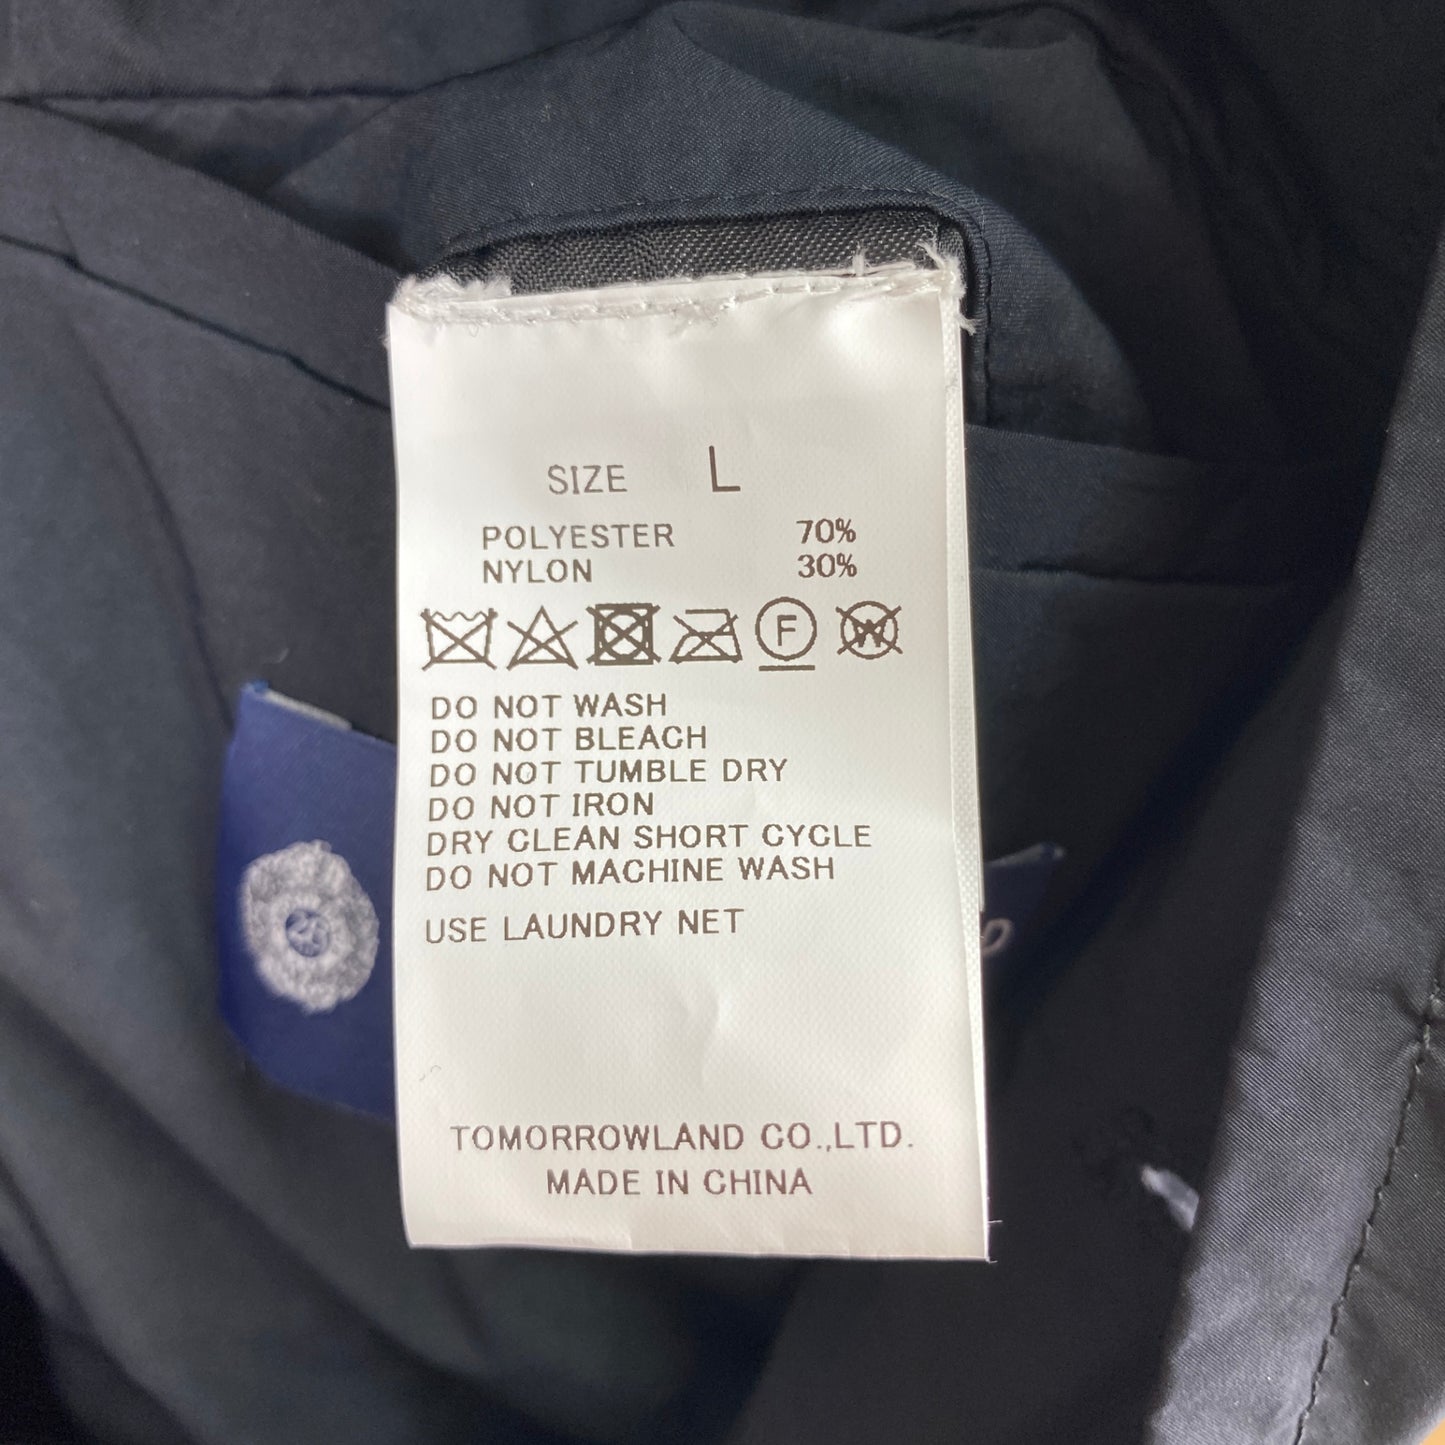 SIZE L
POLYESTER 70%
NYLON 30%
F W
DO NOT WASH
DO NOT BLEACH
DO NOT TUMBLE DRY
DO NOT IRON
DRY CLEAN SHORT CYCLE
DO NOT MACHINE WASH
USE LAUNDRY NET
TOMORROWLAND CO.,LTD.
MADE IN CHINA